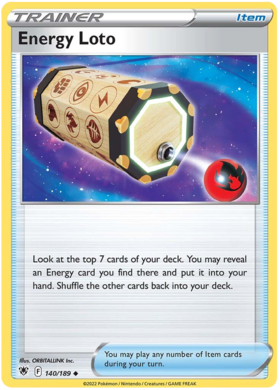 TRAINER Item
Energy Loto
Look at the top 7 cards of your deck. You may reveal
an Energy card you find there and put it into your
hand. Shuffle the other cards back into your deck.
Illus. ORBITALLINK Inc.
F 140/189
You may play any number of Item cards
during your turn.
©2022 Pokémon / Nintendo / Creatures / GAME FREAK